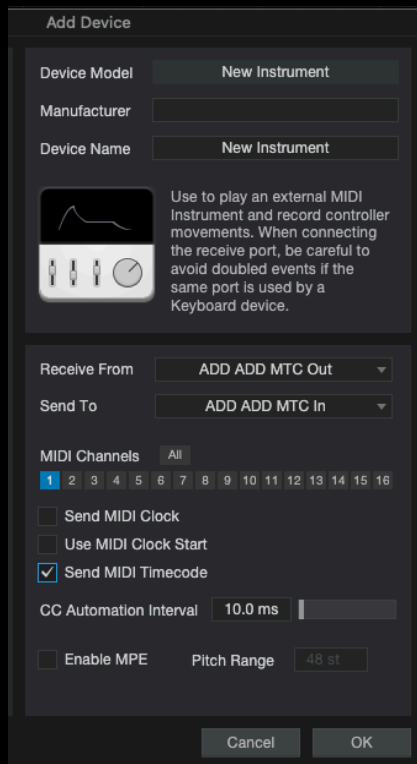 Add Device
Device Model New Instrument
Manufacturer
Device Name New Instrument
Use to play an external MIDI
Instrument and record controller
movements. When connecting
the receive port, be careful to
avoid doubled events if the
same port is used by a
Keyboard device.
Receive From ADD ADD MTC Out
Send To ADD ADD MTC In
MIDI Channels All
1 2 3 4 5 6 7 8 9 10 11 12 13 14 15 16
Send MIDI Clock
Use MIDI Clock Start
Send MIDI Timecode
CC Automation Interval 10.0 ms
Enable MPE Pitch Range 48 st
Cancel OK